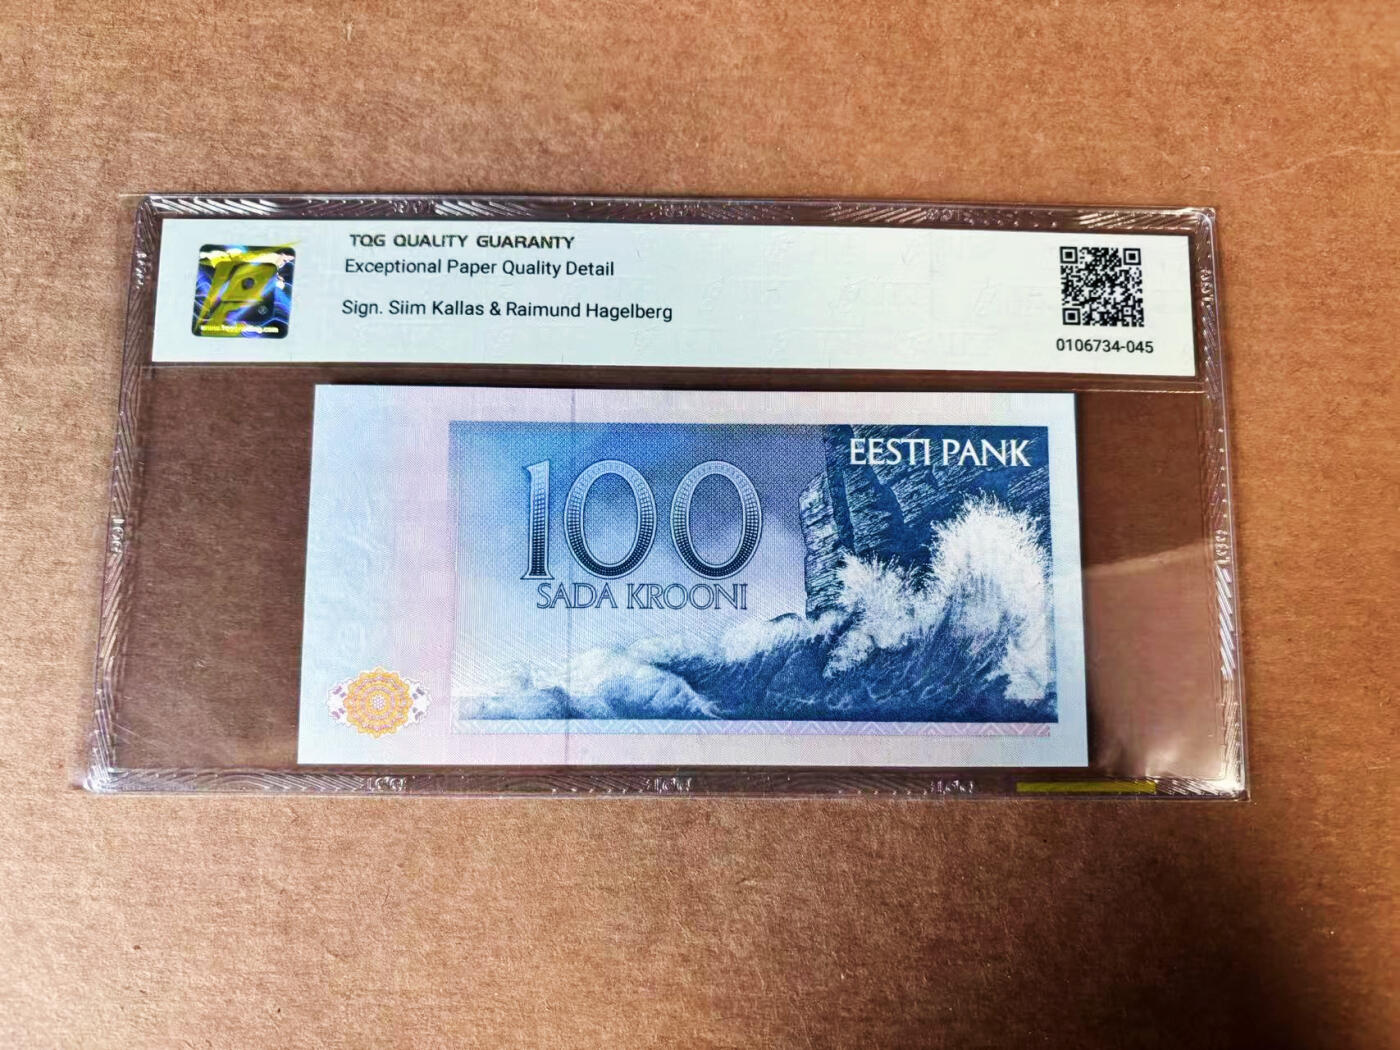 TQG QUALITY GUARANTY
Exceptional Paper Quality Detail
Sign. Siim Kallas & Raimund Hagelberg
0106734-045
EESTI PANK
100
SADA KROONI